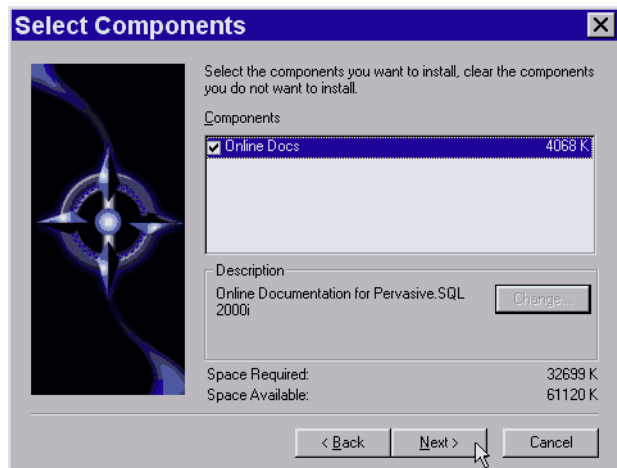 Select Components
Select the components you want to install, clear the components
you do not want to install.
Components
Online Docs 4068 K
Description
Online Documentation for Pervasive.SQL
2000i
Change...
Space Required: 32699 K
Space Available: 61120 K
< Back Next > Cancel